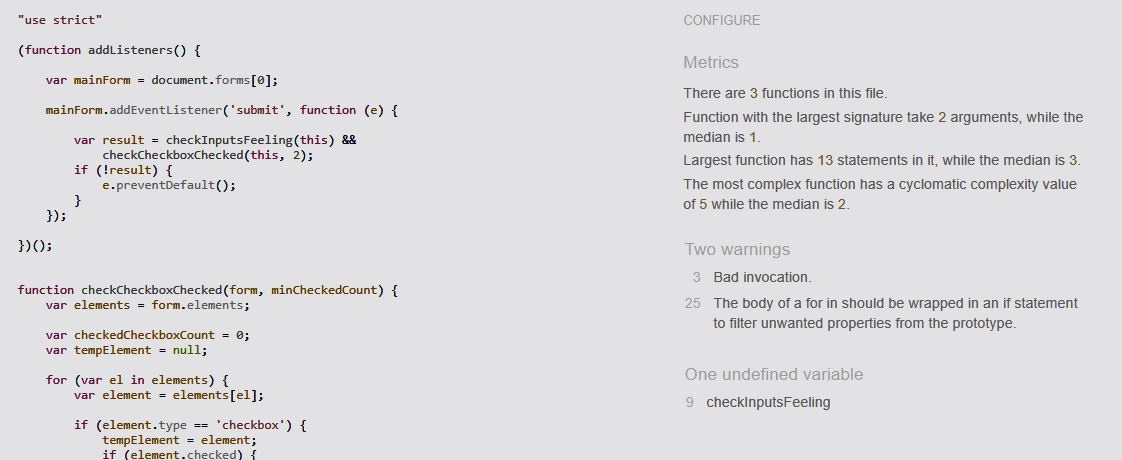 "use strict"
(function addListeners() {
var mainForm = document.forms[0];
mainForm.addEventListener('submit', function (e) {
var result = checkInputsFeeling(this) &&
checkCheckboxChecked(this, 2);
if (!result) {
e.preventDefault();
}
});
})();
function checkCheckboxChecked(form, minCheckedCount) {
var elements = form.elements;
var checkedCheckboxCount = 0;
var tempElement = null;
for (var el in elements) {
var element = elements[el];
if (element.type == 'checkbox') {
tempElement = element;
if (element.checked) {
CONFIGURE
Metrics
There are 3 functions in this file.
Function with the largest signature take 2 arguments, while the
median is 1.
Largest function has 13 statements in it, while the median is 3.
The most complex function has a cyclomatic complexity value
of 5 while the median is 2.
Two warnings
3 Bad invocation.
25 The body of a for in should be wrapped in an if statement
to filter unwanted properties from the prototype.
One undefined variable
9 checkInputsFeeling